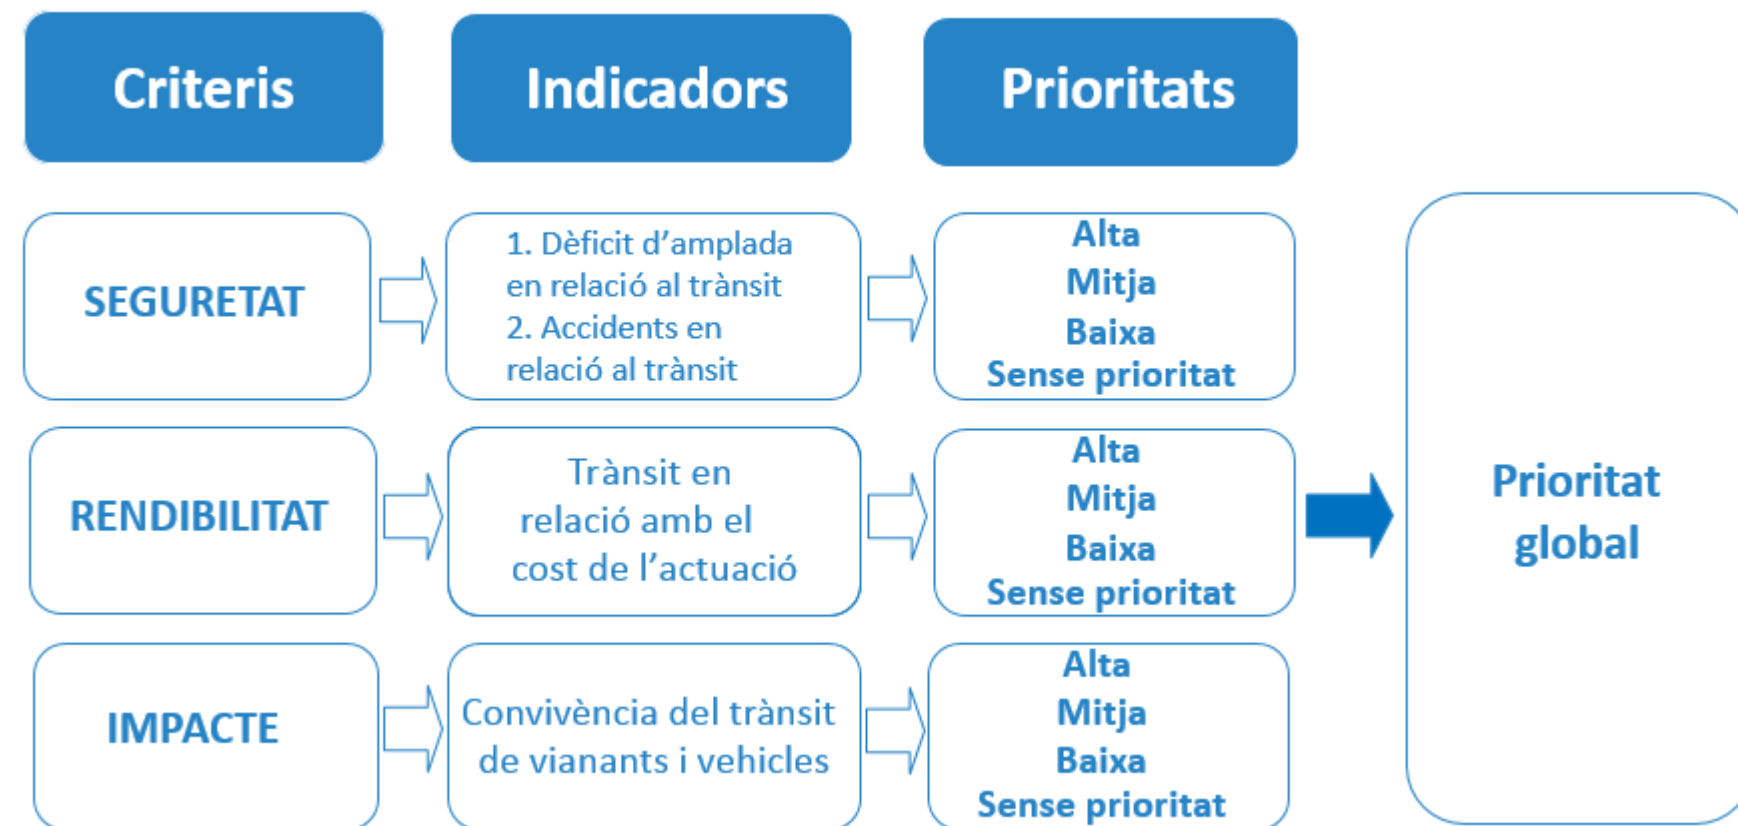 Criteris
Indicadors
Prioritats
SEGURETAT
1. Dèficit d’amplada
en relació al trànsit
2. Accidents en
relació al trànsit
Alta
Mitja
Baixa
Sense prioritat
RENDIBILITAT
Trànsit en
relació amb el
cost de l’actuació
Alta
Mitja
Baixa
Sense prioritat
IMPACTE
Convivència del trànsit
de vianants i vehicles
Alta
Mitja
Baixa
Sense prioritat
Prioritat
global